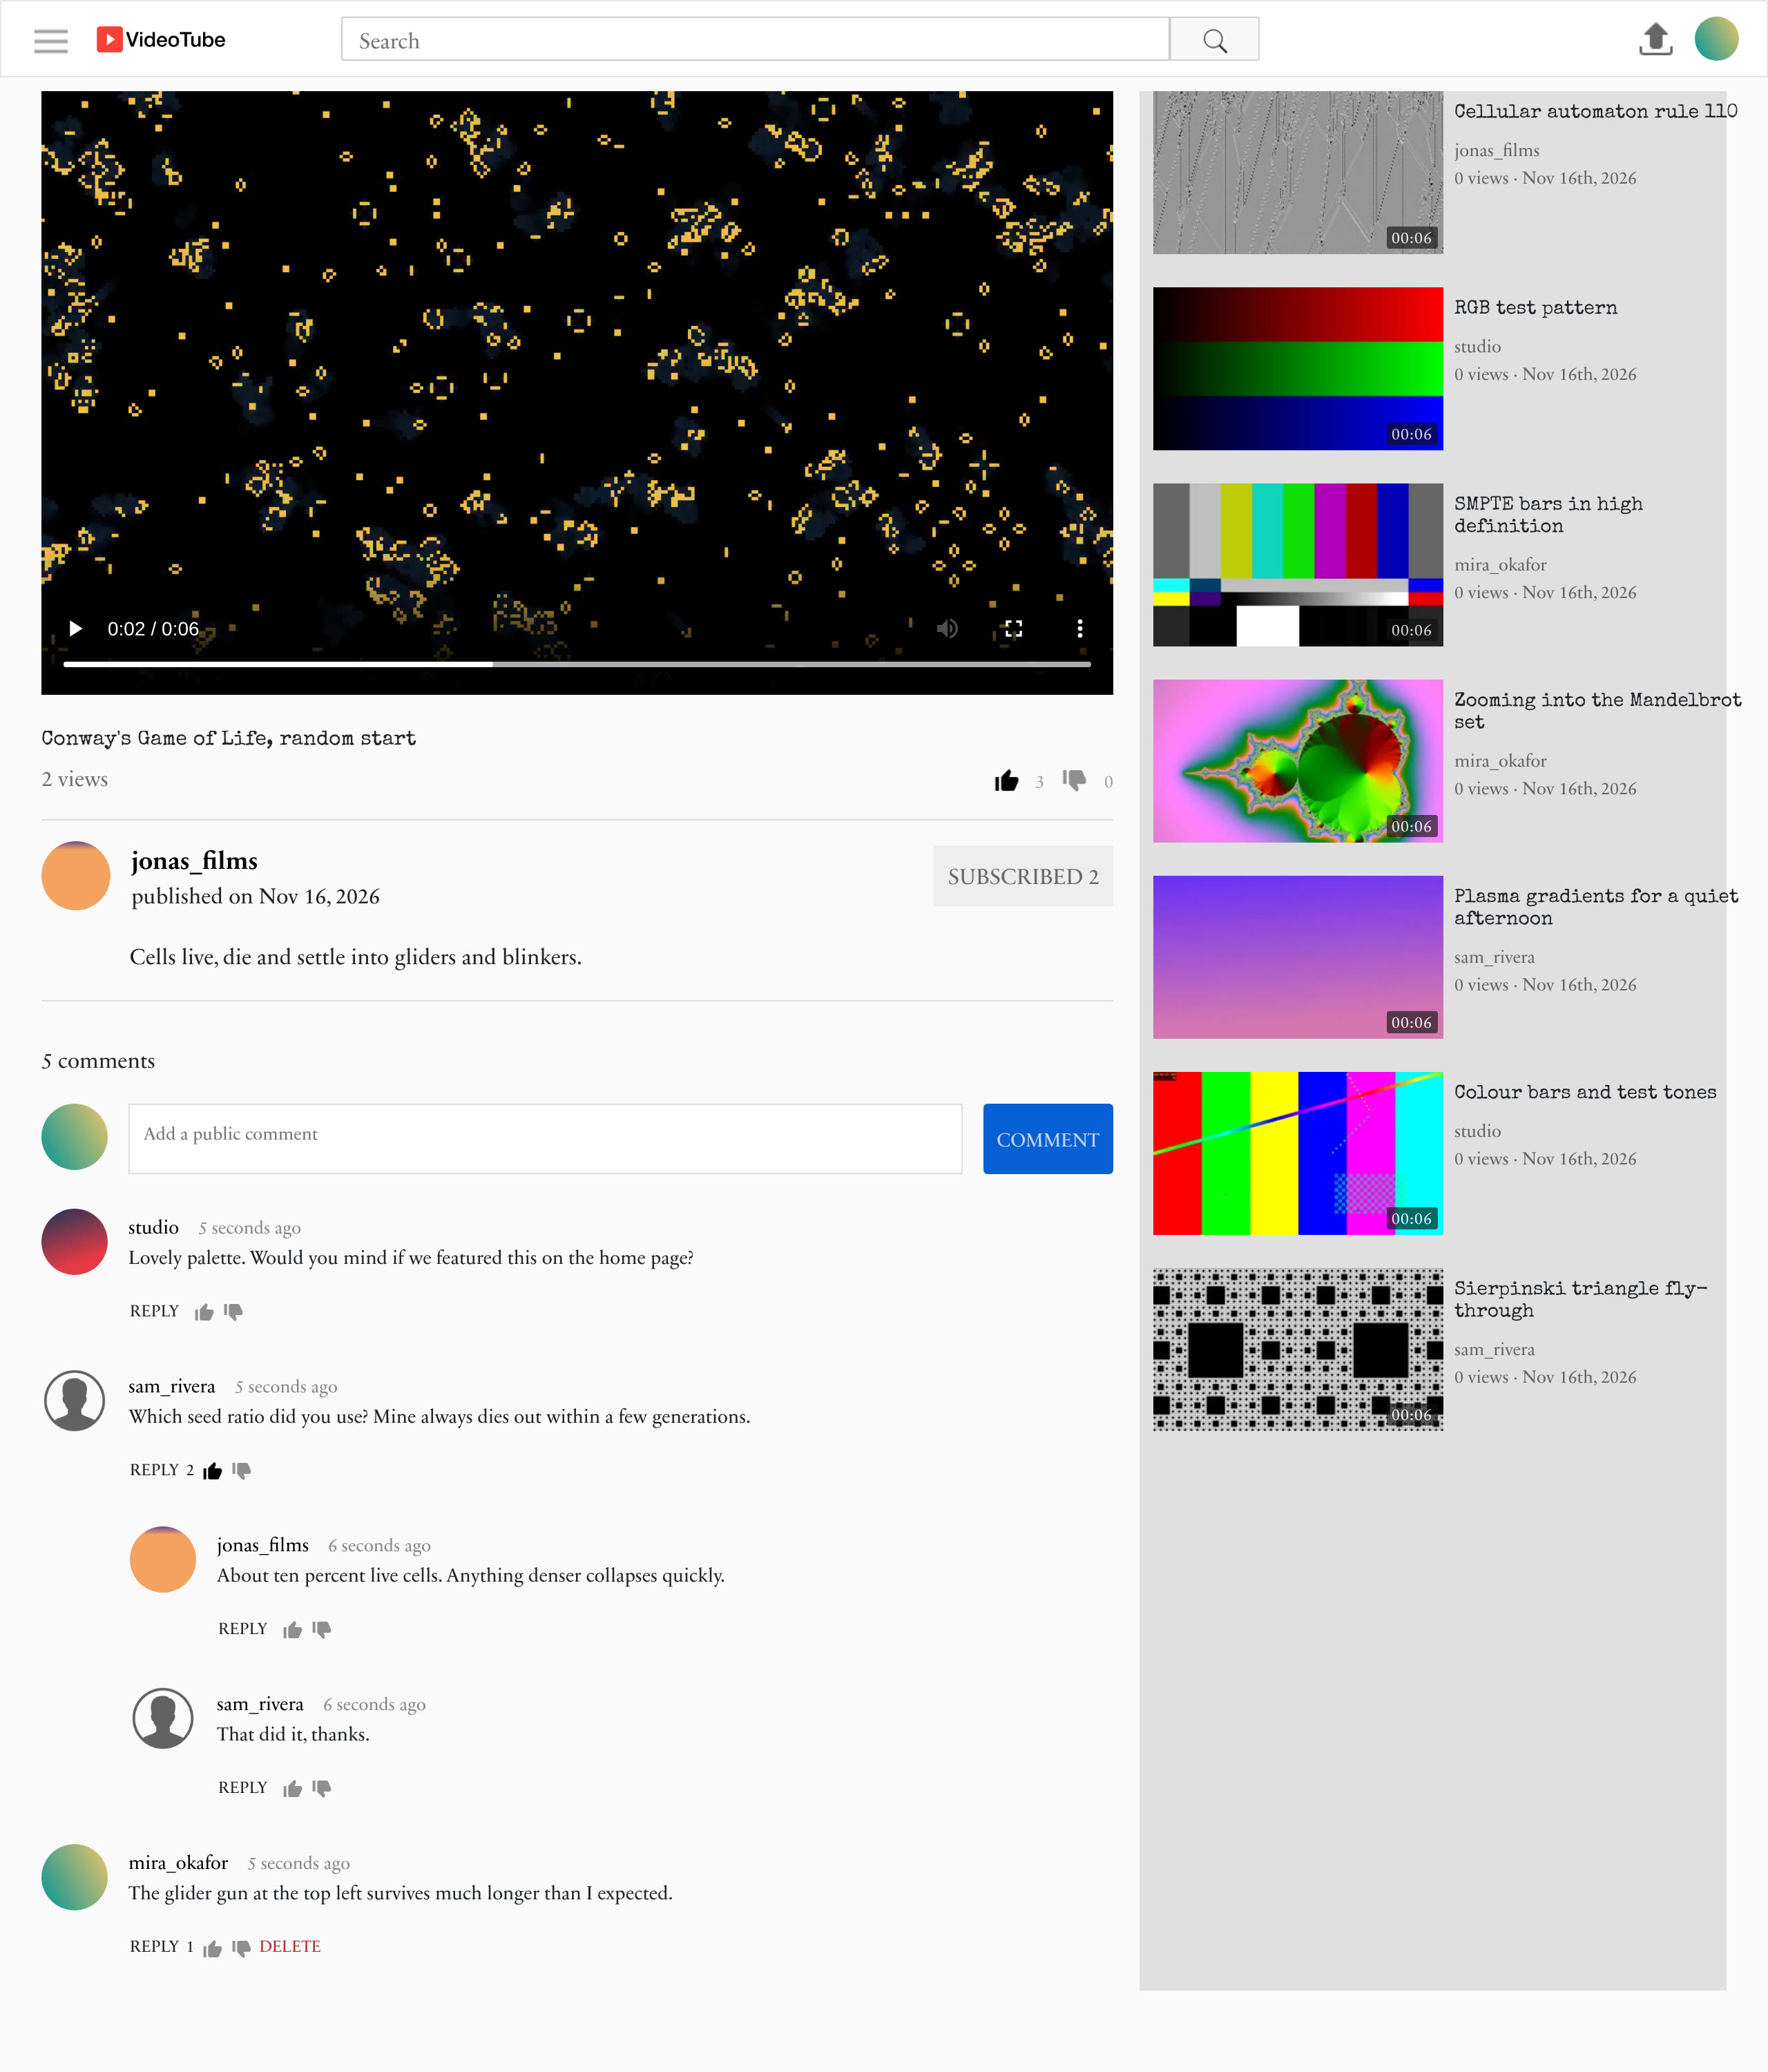 VideoTube
Search
0:02 / 0:06
Conway's Game of Life, random start
2 views
3
0
jonas_films
published on Nov 16, 2026
SUBSCRIBED 2
Cells live, die and settle into gliders and blinkers.
5 comments
Add a public comment
COMMENT
studio 5 seconds ago
Lovely palette. Would you mind if we featured this on the home page?
REPLY
sam_rivera 5 seconds ago
Which seed ratio did you use? Mine always dies out within a few generations.
REPLY 2
jonas_films 6 seconds ago
About ten percent live cells. Anything denser collapses quickly.
REPLY
sam_rivera 6 seconds ago
That did it, thanks.
REPLY
mira_okafor 5 seconds ago
The glider gun at the top left survives much longer than I expected.
REPLY 1 DELETE
00:06
Cellular automaton rule 110
jonas_films
0 views · Nov 16th, 2026
00:06
RGB test pattern
studio
0 views · Nov 16th, 2026
00:06
SMPTE bars in high
definition
mira_okafor
0 views · Nov 16th, 2026
00:06
Zooming into the Mandelbrot
set
mira_okafor
0 views · Nov 16th, 2026
00:06
Plasma gradients for a quiet
afternoon
sam_rivera
0 views · Nov 16th, 2026
00:06
Colour bars and test tones
studio
0 views · Nov 16th, 2026
00:06
Sierpinski triangle fly-
through
sam_rivera
0 views · Nov 16th, 2026